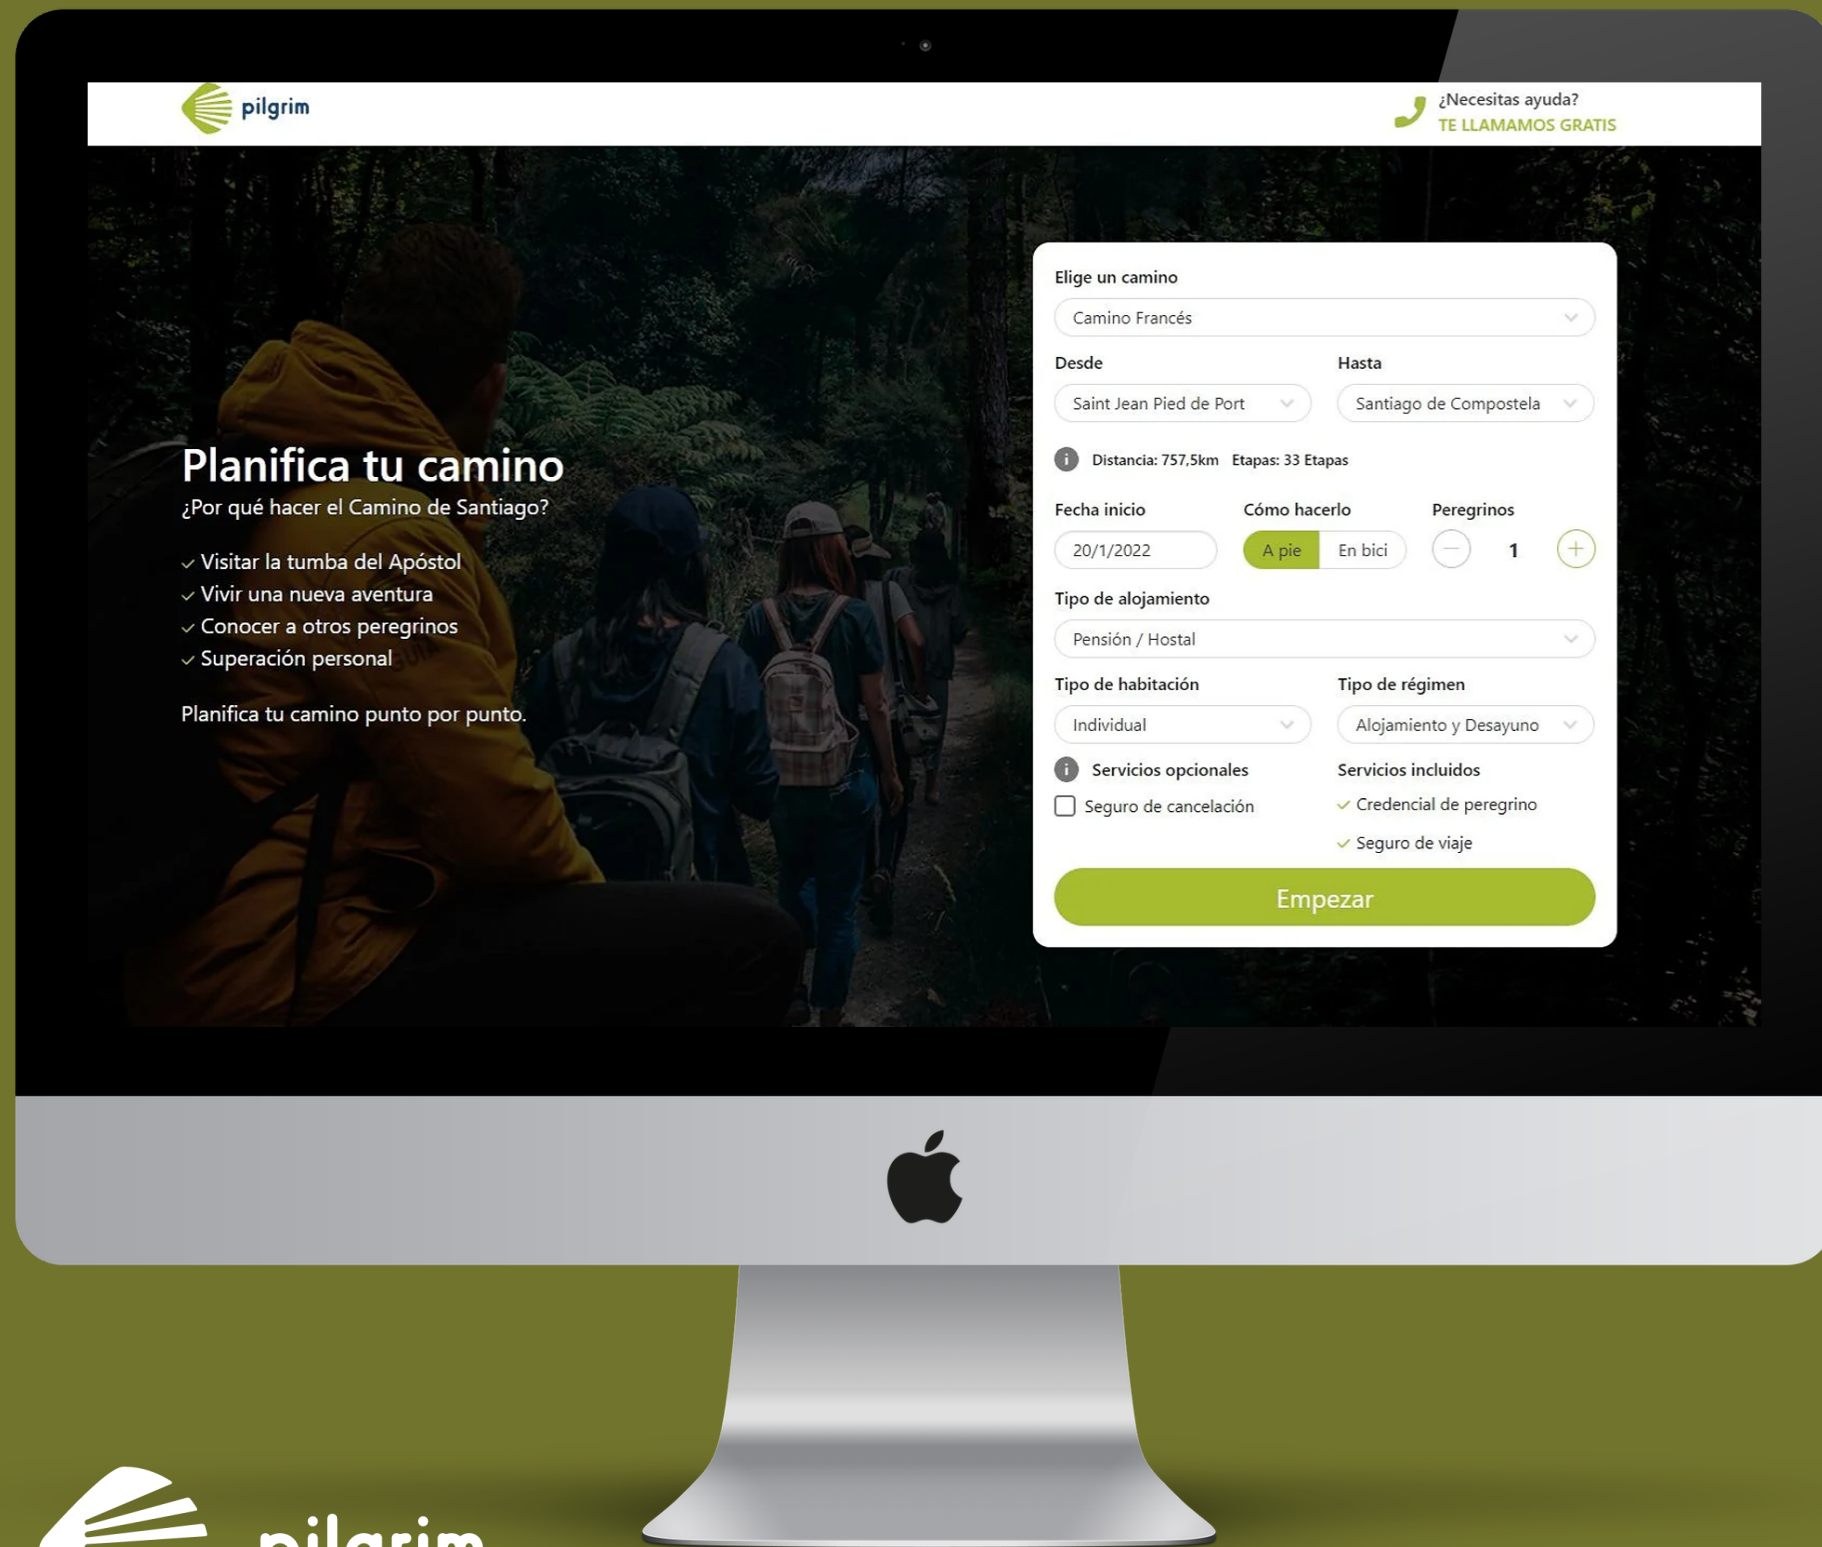 pilgrim
¿Necesitas ayuda?
TE LLAMAMOS GRATIS
Planifica tu camino
¿Por qué hacer el Camino de Santiago?
Visitar la tumba del Apóstol
Vivir una nueva aventura
Conocer a otros peregrinos
Superación personal
Planifica tu camino punto por punto.
Elige un camino
Camino Francés
Desde Hasta
Saint Jean Pied de Port Santiago de Compostela
Distancia: 757,5km Etapas: 33 Etapas
Fecha inicio Cómo hacerlo Peregrinos
20/1/2022 A pie En bici 1
Tipo de alojamiento
Pensión / Hostal
Tipo de habitación Tipo de régimen
Individual Alojamiento y Desayuno
Servicios opcionales Servicios incluidos
Seguro de cancelación Credencial de peregrino
Seguro de viaje
Empezar
pilgrim